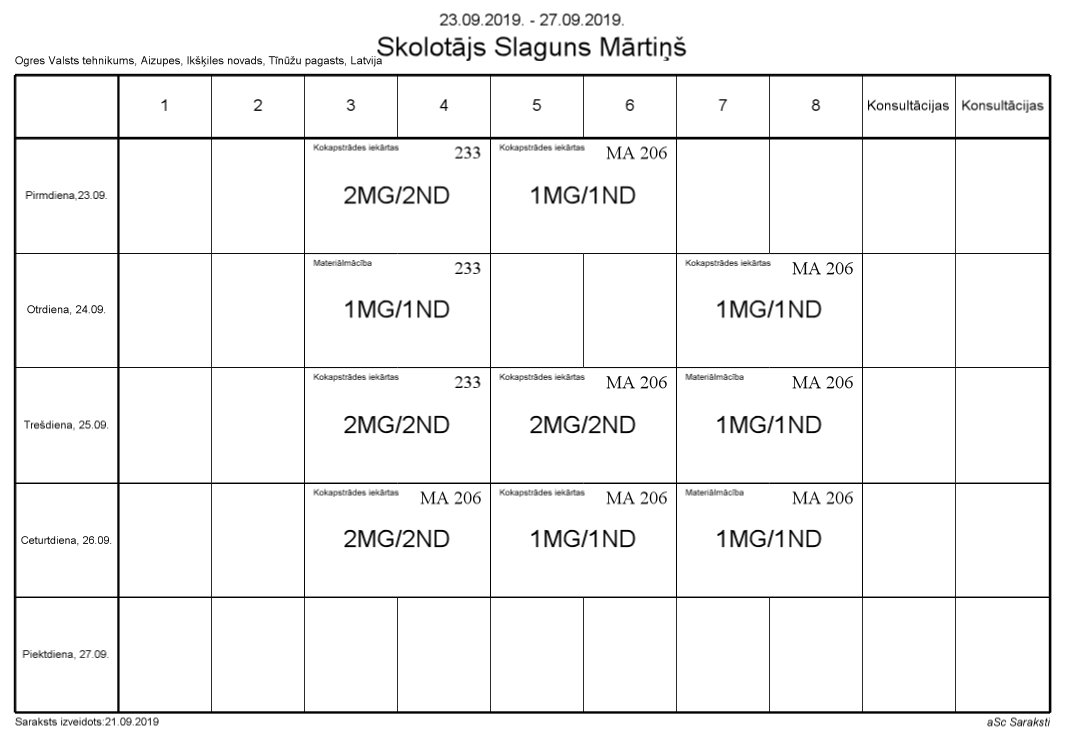 23.09.2019. - 27.09.2019.
Skolotājs Slaguns Mārtiņš
Ogres Valsts tehnikums, Aizupes, Ikšķiles novads, Tīnūžu pagasts, Latvija
1 2 3 4 5 6 7 8 Konsultācijas Konsultācijas
Pirmdiena,23.09.
Kokapstrādes iekārtas 233
2MG/2ND
Kokapstrādes iekārtas MA 206
1MG/1ND
Otrdiena, 24.09.
Materiālmācība 233
1MG/1ND
Kokapstrādes iekārtas MA 206
1MG/1ND
Trešdiena, 25.09.
Kokapstrādes iekārtas 233
2MG/2ND
Kokapstrādes iekārtas MA 206
2MG/2ND
Materiālmācība MA 206
1MG/1ND
Ceturtdiena, 26.09.
Kokapstrādes iekārtas MA 206
2MG/2ND
Kokapstrādes iekārtas MA 206
1MG/1ND
Materiālmācība MA 206
1MG/1ND
Piektdiena, 27.09.
Saraksts izveidots:21.09.2019 aSc Saraksti